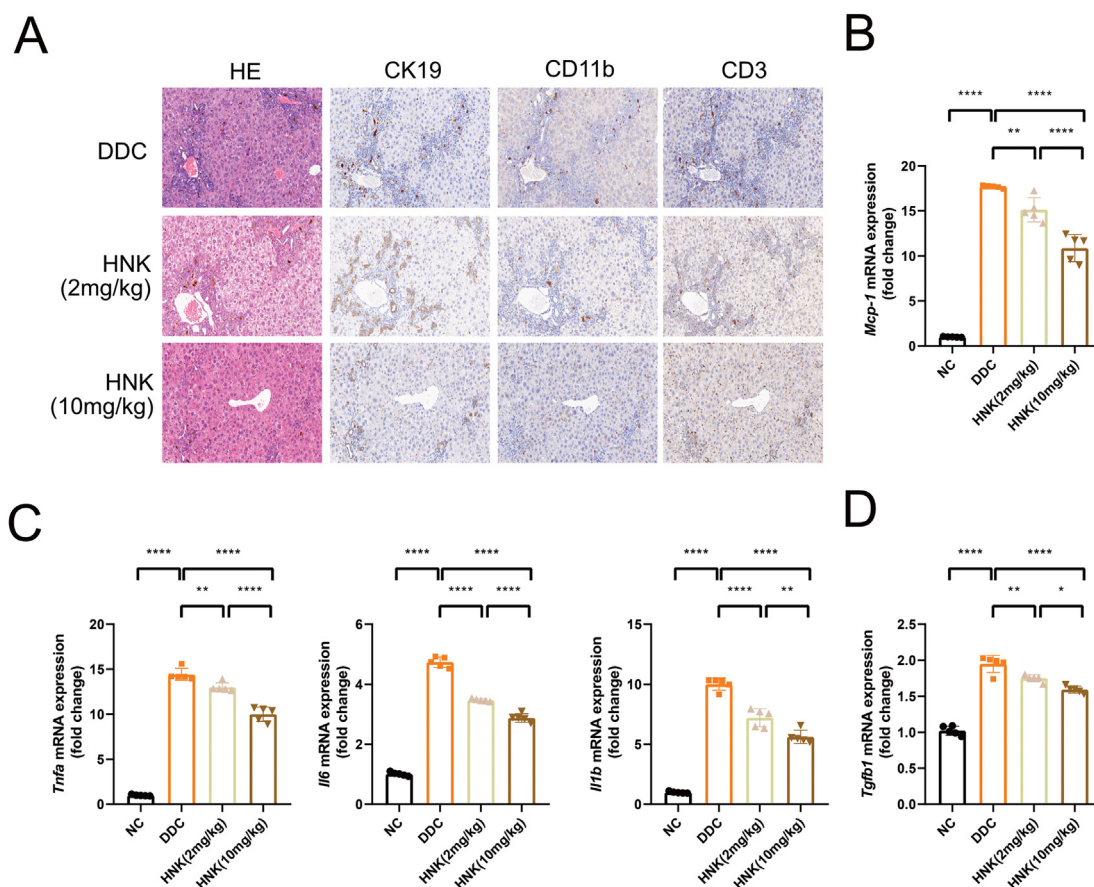 A
HE
CK19
CD11b
CD3
DDC
HNK
(2mg/kg)
HNK
(10mg/kg)
B
****
****
**
****
Mcp-1 mRNA expression
(fold change)
20
15
10
5
0
NC
DDC
HNK(2mg/kg)
HNK(10mg/kg)
C
****
****
**
****
Tnfa mRNA expression
(fold change)
20
15
10
5
0
NC
DDC
HNK(2mg/kg)
HNK(10mg/kg)
****
****
****
****
Il6 mRNA expression
(fold change)
6
4
2
0
NC
DDC
HNK(2mg/kg)
HNK(10mg/kg)
****
****
****
**
Il1b mRNA expression
(fold change)
15
10
5
0
NC
DDC
HNK(2mg/kg)
HNK(10mg/kg)
D
****
****
**
*
Tgfb1 mRNA expression
(fold change)
2.5
2.0
1.5
1.0
0.5
0.0
NC
DDC
HNK(2mg/kg)
HNK(10mg/kg)